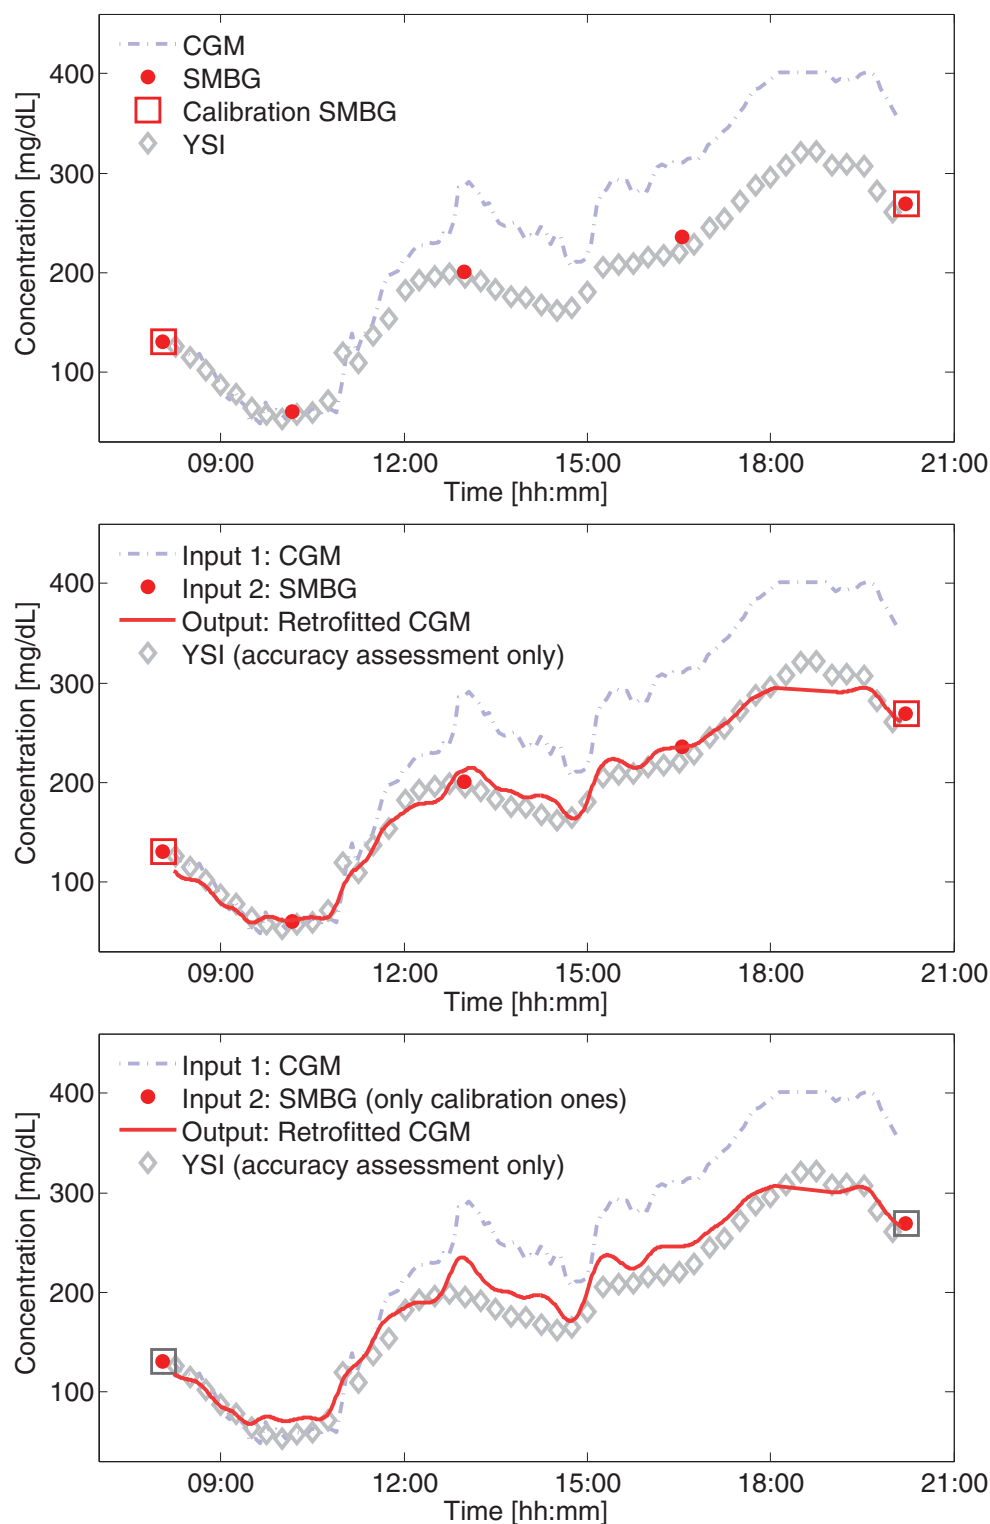 CGM
SMBG
Calibration SMBG
YSI
400
300
200
100
Concentration [mg/dL]
09:00 12:00 15:00 18:00 21:00
Time [hh:mm]
Input 1: CGM
Input 2: SMBG
Output: Retrofitted CGM
YSI (accuracy assessment only)
400
300
200
100
Concentration [mg/dL]
09:00 12:00 15:00 18:00 21:00
Time [hh:mm]
Input 1: CGM
Input 2: SMBG (only calibration ones)
Output: Retrofitted CGM
YSI (accuracy assessment only)
400
300
200
100
Concentration [mg/dL]
09:00 12:00 15:00 18:00 21:00
Time [hh:mm]